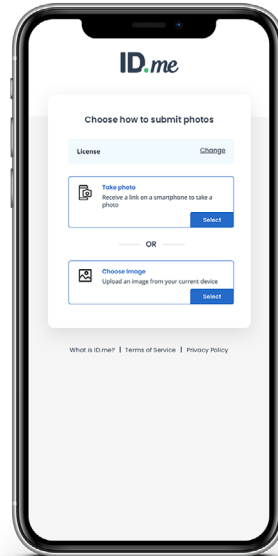 ID.me
Choose how to submit photos
License Change
Take photo
Receive a link on a smartphone to take a
photo
Select
OR
Choose Image
Upload an image from your current device
Select
What is ID.me? | Terms of Service | Privacy Policy